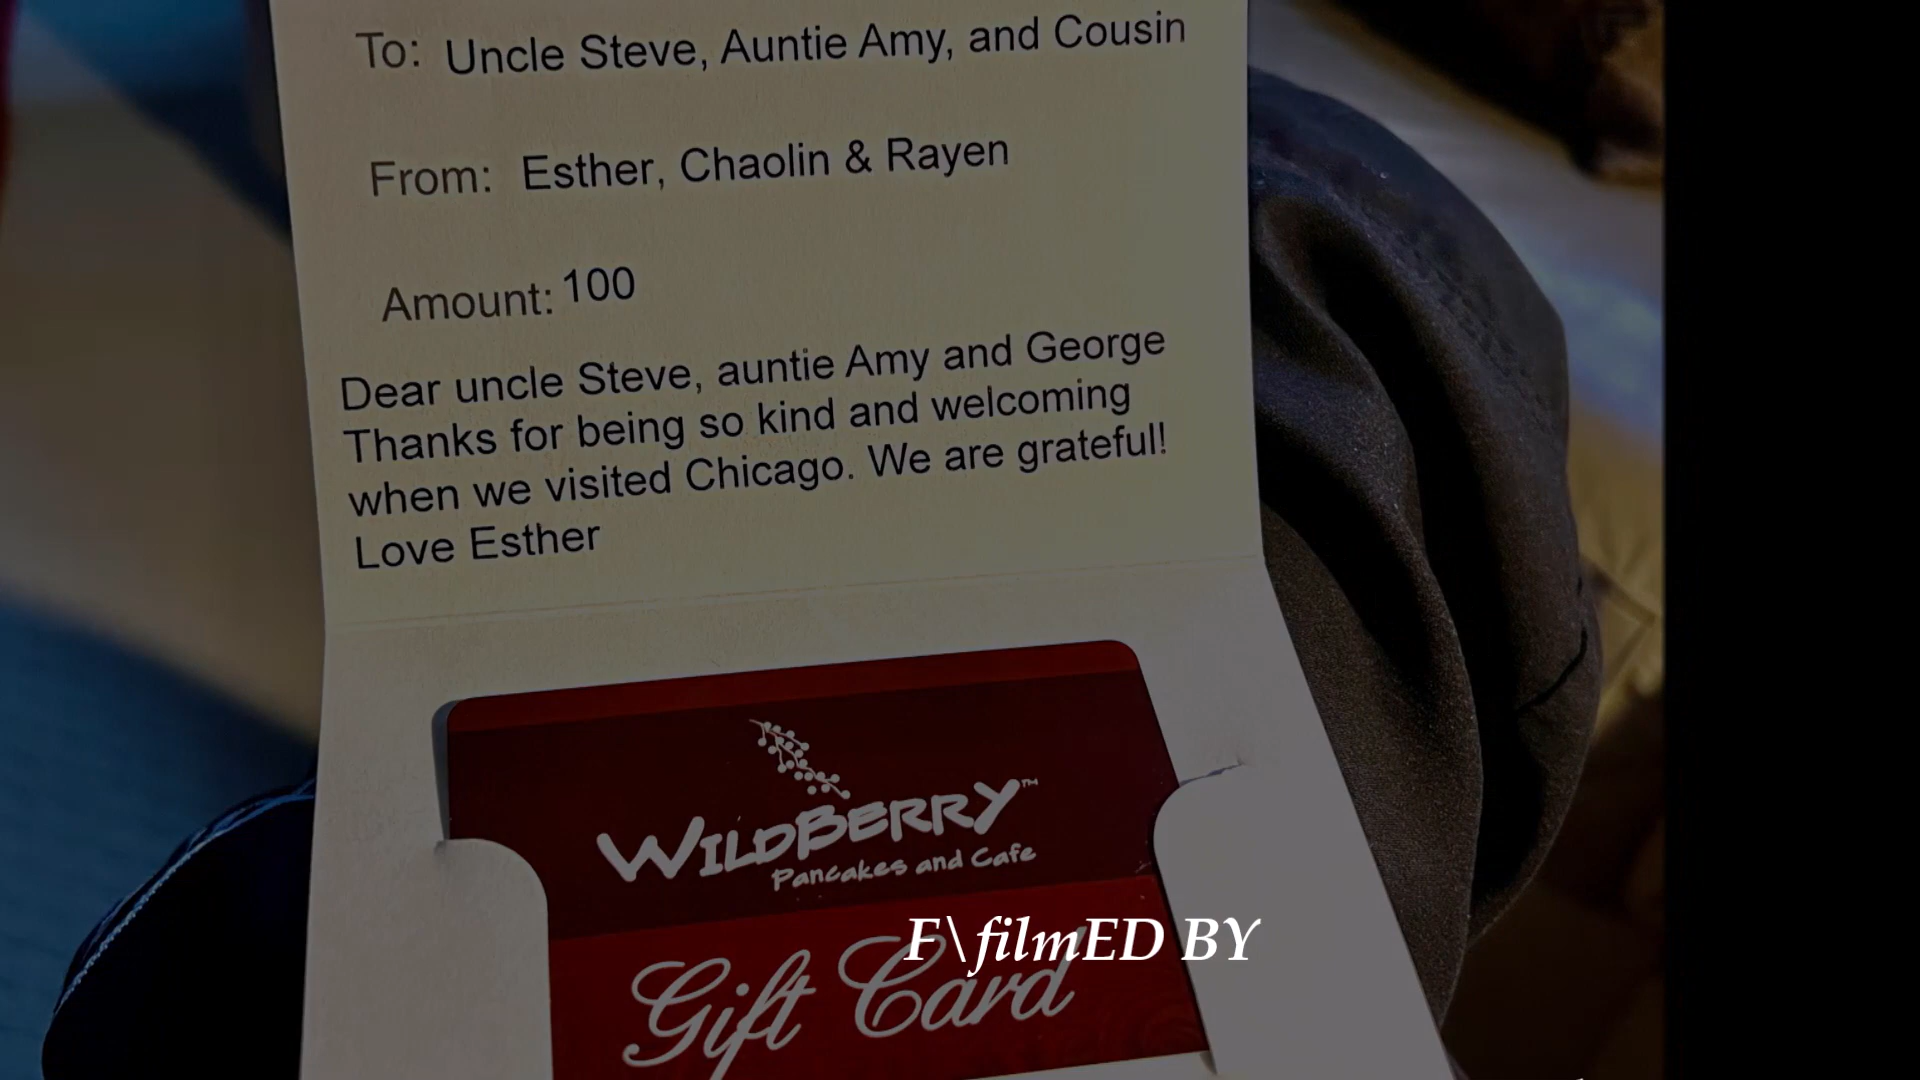 To: Uncle Steve, Auntie Amy, and Cousin
From: Esther, Chaolin & Rayen
Amount: 100
Dear uncle Steve, auntie Amy and George
Thanks for being so kind and welcoming
when we visited Chicago. We are grateful!
Love Esther
WILDBERRY™
Pancakes and Cafe
F\filmED BY
Gift Card